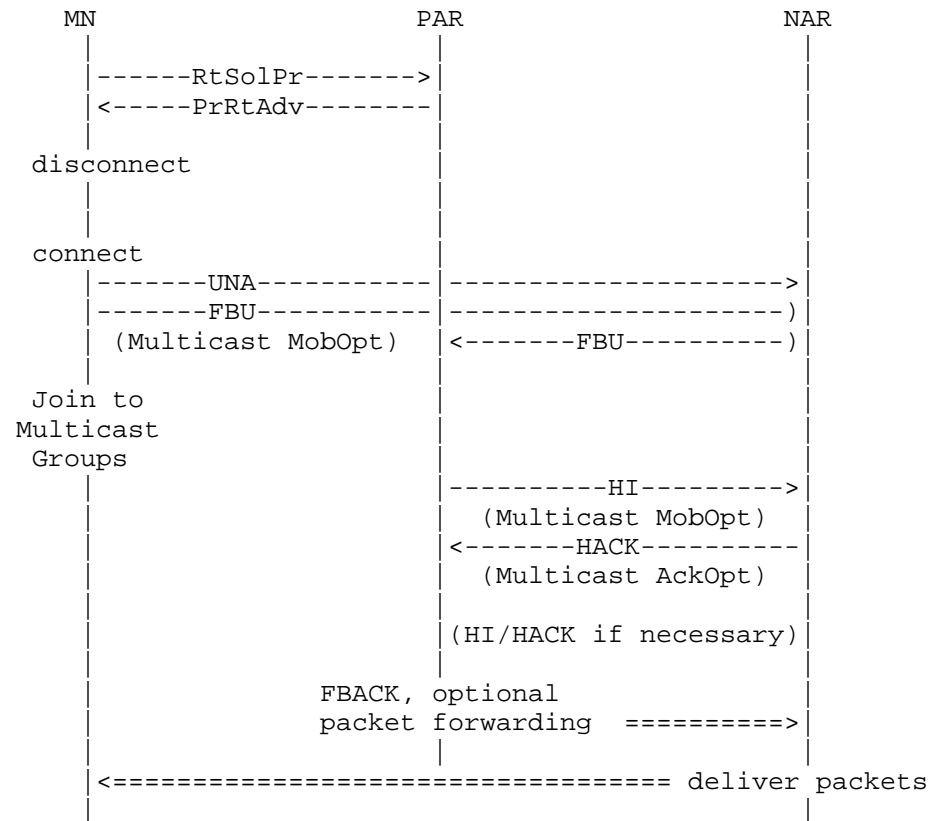 MN PAR NAR
------RtSolPr------->
<-----PrRtAdv--------
disconnect
connect
-------UNA-----------|--------------------->
-------FBU-----------|---------------------)
(Multicast MobOpt) <-------FBU----------)
Join to
Multicast
Groups
----------HI--------->
(Multicast MobOpt)
<-------HACK----------
(Multicast AckOpt)
(HI/HACK if necessary)
FBACK, optional
packet forwarding ==========>
<=================================== deliver packets